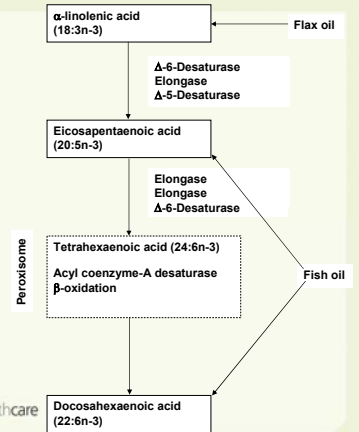 α-linolenic acid
(18:3n-3)
Flax oil
Δ-6-Desaturase
Elongase
Δ-5-Desaturase
Eicosapentaenoic acid
(20:5n-3)
Elongase
Elongase
Δ-6-Desaturase
Peroxisome
Tetrahexaenoic acid (24:6n-3)
Acyl coenzyme-A desaturase
β-oxidation
Fish oil
Docosahexaenoic acid
(22:6n-3)